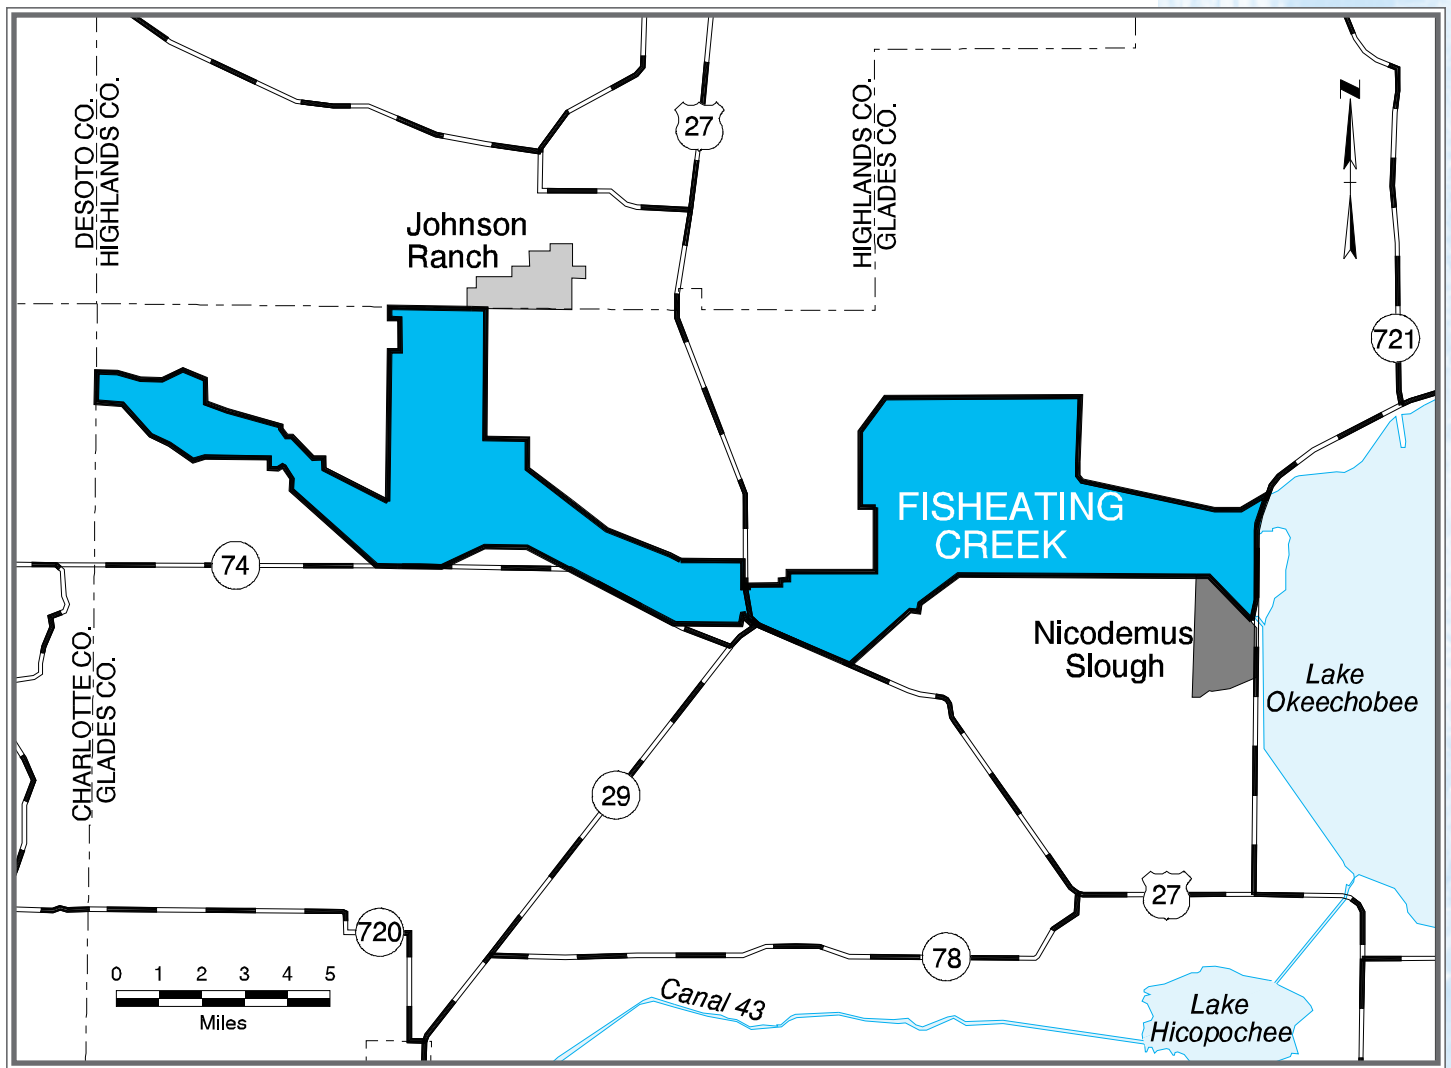 DESOTO CO.
HIGHLANDS CO.
27
HIGHLANDS CO.
GLADES CO.
N
Johnson
Ranch
721
FISHEATING
CREEK
74
Nicodemus
Slough
Lake
Okeechobee
CHARLOTTE CO.
GLADES CO.
29
27
720
78
0 1 2 3 4 5
Miles
Canal 43
Lake
Hicopochee